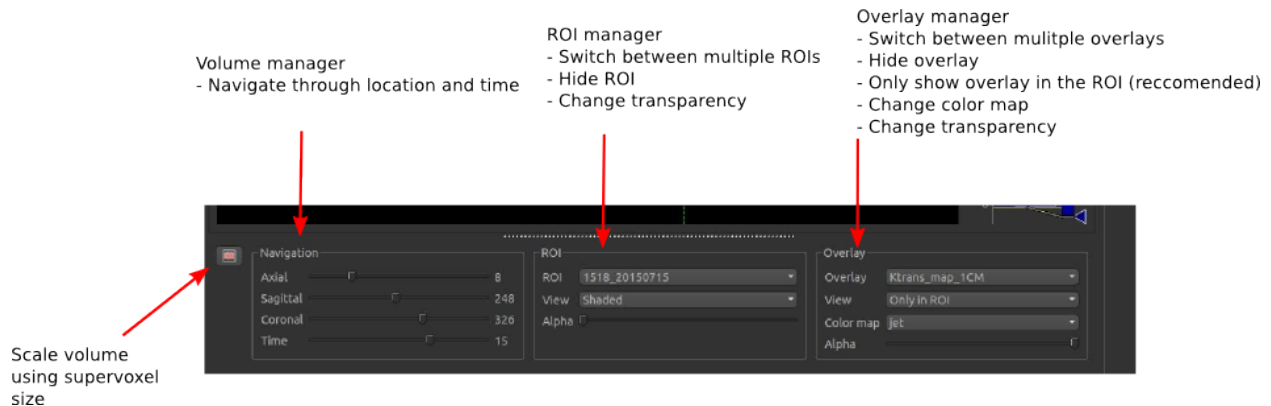 Volume manager
- Navigate through location and time
ROI manager
- Switch between multiple ROIs
- Hide ROI
- Change transparency
Overlay manager
- Switch between mulitple overlays
- Hide overlay
- Only show overlay in the ROI (reccomended)
- Change color map
- Change transparency
Navigation
Axial 8
Sagittal 248
Coronal 326
Time 15
ROI
ROI 1518_20150715
View Shaded
Alpha
Overlay
Overlay Ktrans_map_1CM
View Only in ROI
Color map jet
Alpha
Scale volume
using supervoxel
size